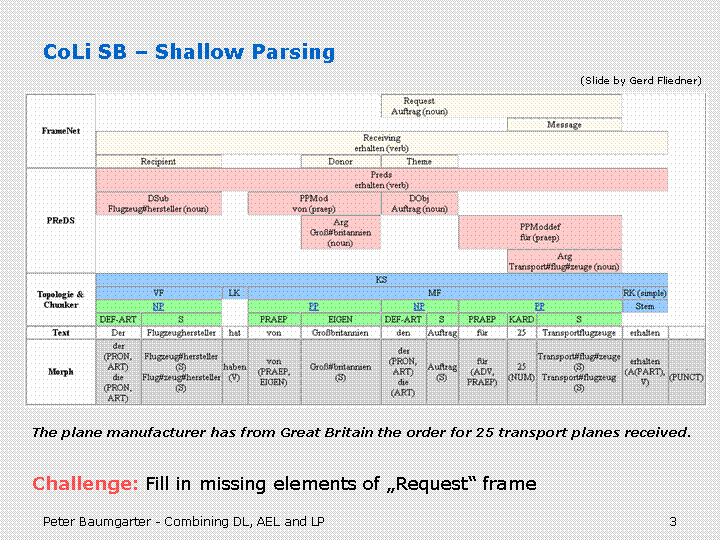 CoLi SB – Shallow Parsing
(Slide by Gerd Fliedner)
FrameNet
Request
Auftrag (noun)
Message
Receiving
erhalten (verb)
Recipient Donor Theme
PReDS
Preds
erhalten (verb)
DSub
Flugzeug#hersteller (noun)
PPMod
von (praep)
DObj
Auftrag (noun)
Arg
Groß#britannien
(noun)
PPModdef
für (praep)
Arg
Transport#flug#zeuge (noun)
Topologie &
Chunker
KS
VF LK MF RK (simple)
NP PP NP PP Stem
DEF-ART S PRAEP EIGEN DEF-ART S PRAEP KARD S
Text Der Flugzeughersteller hat von Großbritannien den Auftrag für 25 Transportflugzeuge erhalten .
Morph
der
(PRON,
ART)
die
(PRON,
ART)
Flugzeug#hersteller
(S)
Flug#zeug#hersteller
(S)
haben
(V)
von
(PRAEP,
EIGEN)
Groß#britannien
(S)
der
(PRON,
ART)
die
(ART)
Auftrag
(S)
für
(ADV,
PRAEP)
25
(NUM)
Transport#flug#zeuge
(S)
Transport#flugzeug
(S)
erhalten
(A(PART),
V)
(PUNCT)
The plane manufacturer has from Great Britain the order for 25 transport planes received.
Challenge: Fill in missing elements of „Request“ frame
Peter Baumgarter - Combining DL, AEL and LP 3